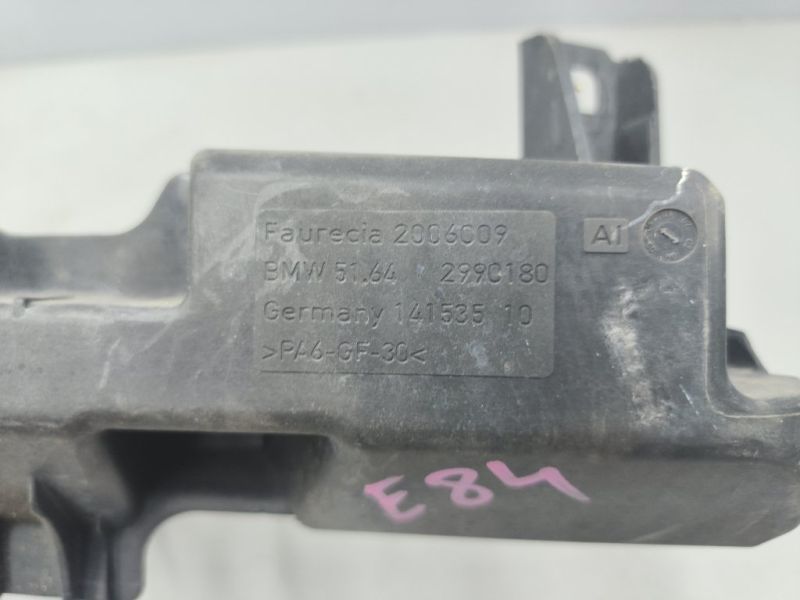 Faurecia 2006009
BMW 51.64 2990180
Germany 141535 10
>PA6-GF-30<
AI
E84